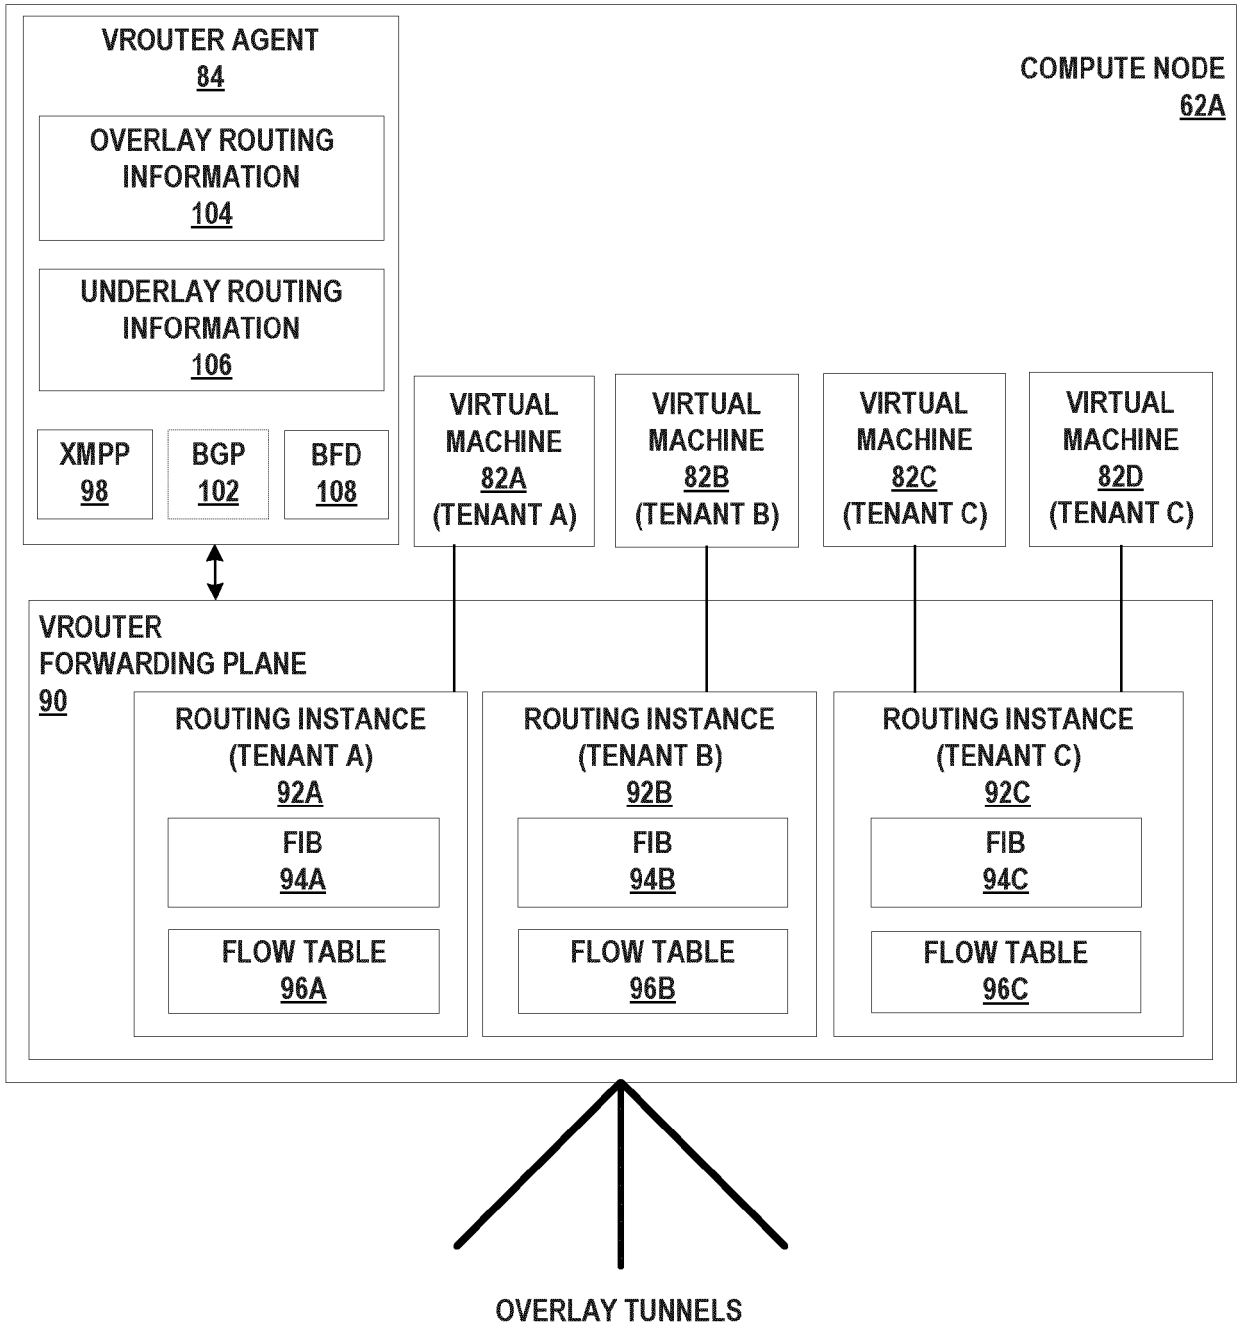 VROUTER AGENT
84
COMPUTE NODE
62A
OVERLAY ROUTING
INFORMATION
104
UNDERLAY ROUTING
INFORMATION
106
XMPP
98
BGP
102
BFD
108
VIRTUAL
MACHINE
82A
(TENANT A)
VIRTUAL
MACHINE
82B
(TENANT B)
VIRTUAL
MACHINE
82C
(TENANT C)
VIRTUAL
MACHINE
82D
(TENANT C)
VROUTER
FORWARDING PLANE
90
ROUTING INSTANCE
(TENANT A)
92A
FIB
94A
FLOW TABLE
96A
ROUTING INSTANCE
(TENANT B)
92B
FIB
94B
FLOW TABLE
96B
ROUTING INSTANCE
(TENANT C)
92C
FIB
94C
FLOW TABLE
96C
OVERLAY TUNNELS